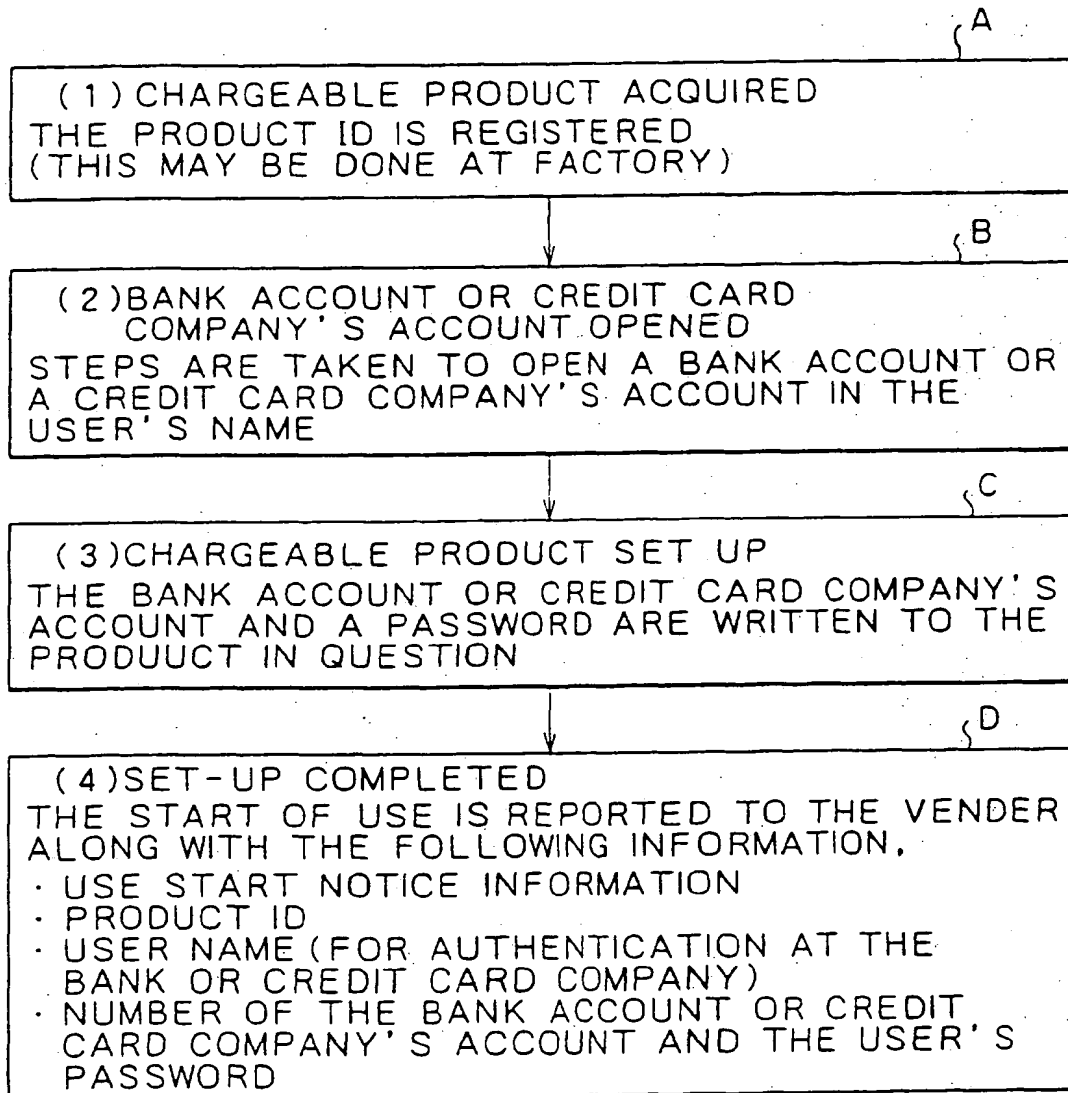 A
(1) CHARGEABLE PRODUCT ACQUIRED
THE PRODUCT ID IS REGISTERED
(THIS MAY BE DONE AT FACTORY)
B
(2) BANK ACCOUNT OR CREDIT CARD
COMPANY'S ACCOUNT OPENED
STEPS ARE TAKEN TO OPEN A BANK ACCOUNT OR
A CREDIT CARD COMPANY'S ACCOUNT IN THE
USER'S NAME
C
(3) CHARGEABLE PRODUCT SET UP
THE BANK ACCOUNT OR CREDIT CARD COMPANY'S
ACCOUNT AND A PASSWORD ARE WRITTEN TO THE
PRODUUCT IN QUESTION
D
(4) SET-UP COMPLETED
THE START OF USE IS REPORTED TO THE VENDER
ALONG WITH THE FOLLOWING INFORMATION.
· USE START NOTICE INFORMATION
· PRODUCT ID
· USER NAME (FOR AUTHENTICATION AT THE
BANK OR CREDIT CARD COMPANY)
· NUMBER OF THE BANK ACCOUNT OR CREDIT
CARD COMPANY'S ACCOUNT AND THE USER'S
PASSWORD